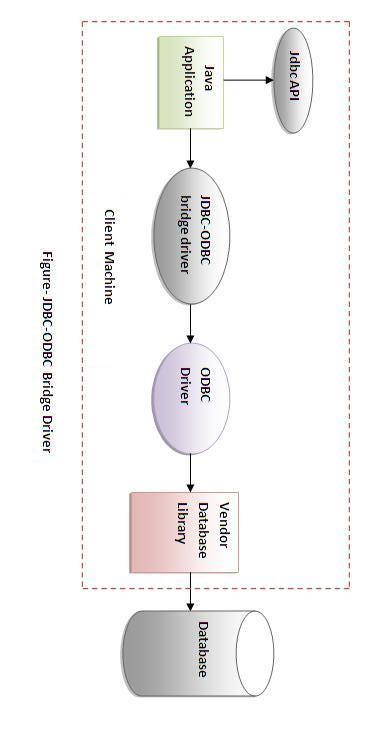 Jdbc API
Java
Application
JDBC-ODBC
bridge driver
ODBC
Driver
Vendor
Database
Library
Database
Client Machine
Figure- JDBC-ODBC Bridge Driver